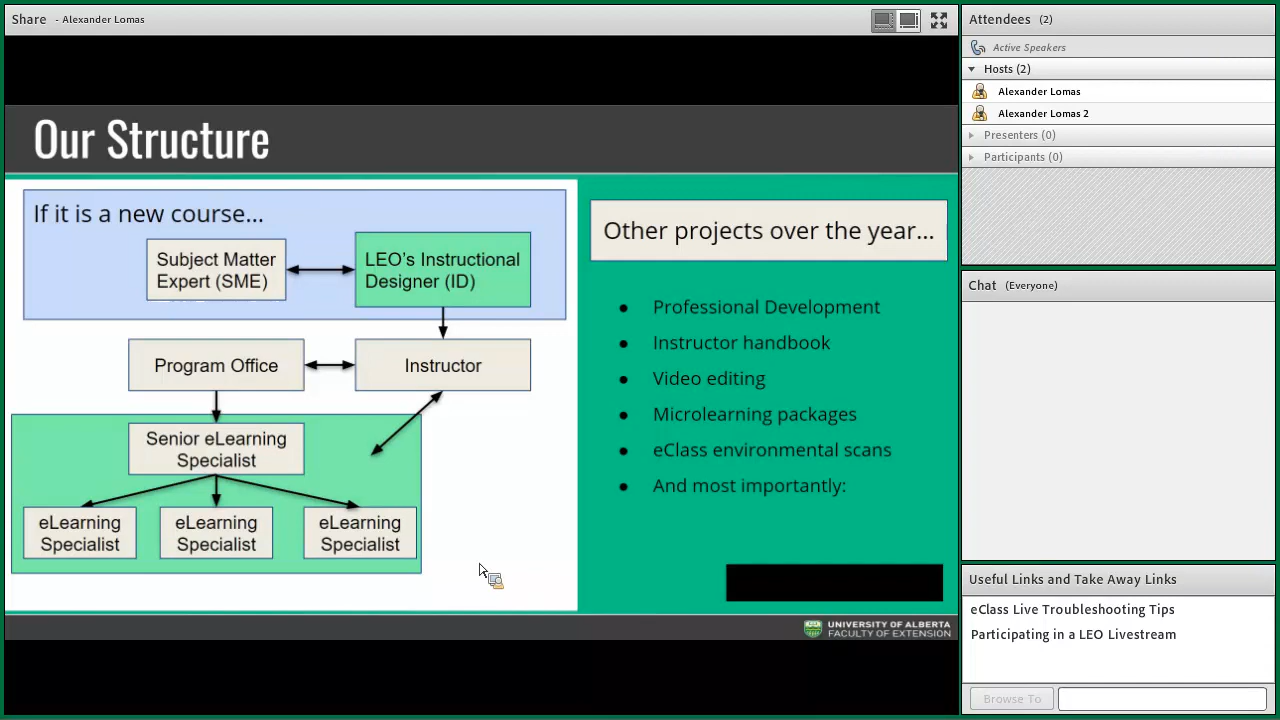 Share - Alexander Lomas
Our Structure
If it is a new course...
Subject Matter
Expert (SME)
LEO's Instructional
Designer (ID)
Program Office
Instructor
Senior eLearning
Specialist
eLearning
Specialist
eLearning
Specialist
eLearning
Specialist
Other projects over the year...
● Professional Development
● Instructor handbook
● Video editing
● Microlearning packages
● eClass environmental scans
● And most importantly:
UNIVERSITY OF ALBERTA
FACULTY OF EXTENSION
Attendees (2)
Active Speakers
Hosts (2)
Alexander Lomas
Alexander Lomas 2
Presenters (0)
Participants (0)
Chat (Everyone)
Useful Links and Take Away Links
eClass Live Troubleshooting Tips
Participating in a LEO Livestream
Browse To